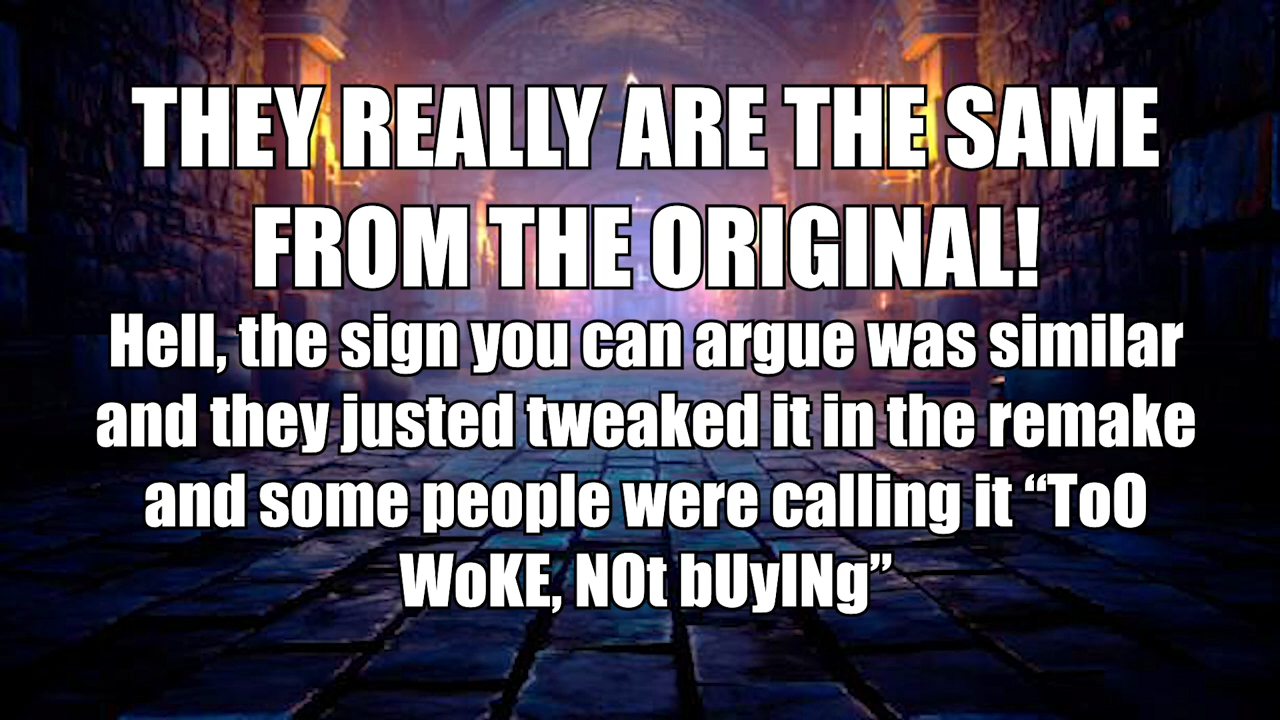 THEY REALLY ARE THE SAME
FROM THE ORIGINAL!
Hell, the sign you can argue was similar
and they justed tweaked it in the remake
and some people were calling it “ToO
WoKE, NOt bUyINg”